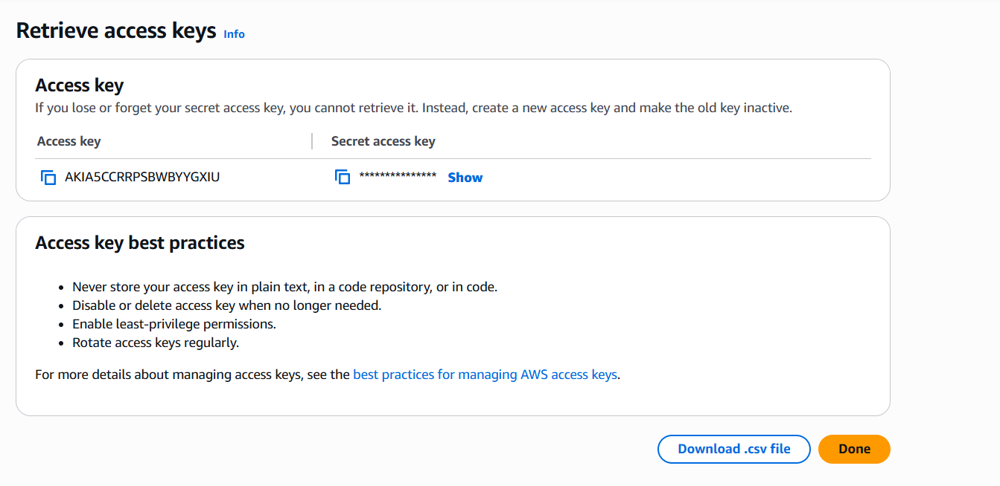 Retrieve access keys Info
Access key
If you lose or forget your secret access key, you cannot retrieve it. Instead, create a new access key and make the old key inactive.
Access key Secret access key
AKIA5CCRRPSBWBYYGXIU *************** Show
Access key best practices
• Never store your access key in plain text, in a code repository, or in code.
• Disable or delete access key when no longer needed.
• Enable least-privilege permissions.
• Rotate access keys regularly.
For more details about managing access keys, see the best practices for managing AWS access keys.
Download .csv file Done